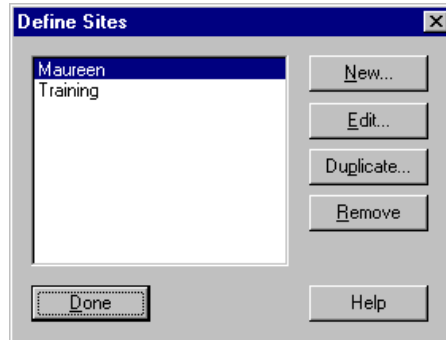 Define Sites
Maureen
Training
New...
Edit...
Duplicate...
Remove
Done
Help